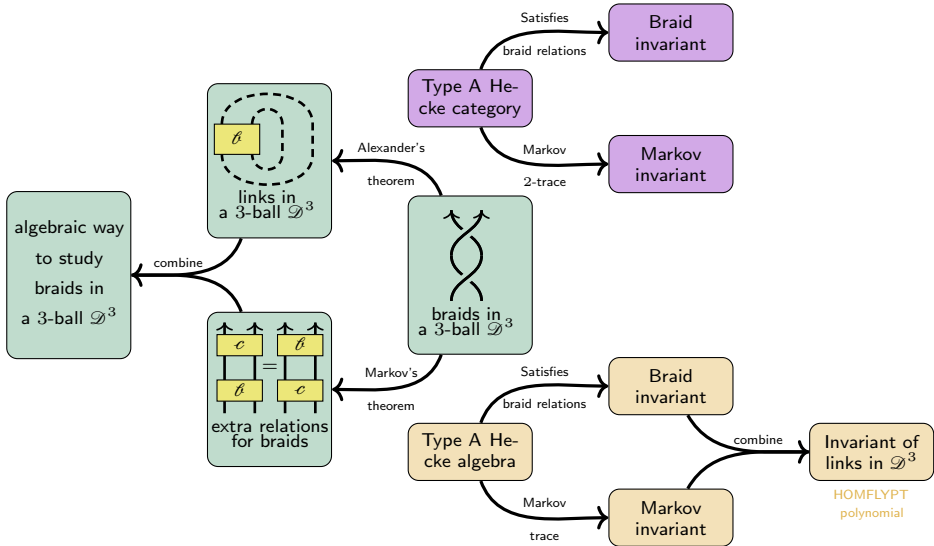 Satisfies
braid relations
Braid
invariant
Type A He-
cke category
Markov
2-trace
Markov
invariant
𝒷
links in
a 3-ball 𝒟³
Alexander's
theorem
algebraic way
to study
braids in
a 3-ball 𝒟³
combine
braids in
a 3-ball 𝒟³
𝒸 𝒷
=
𝒷 𝒸
extra relations
for braids
Markov's
theorem
Satisfies
braid relations
Braid
invariant
Type A He-
cke algebra
Markov
trace
Markov
invariant
combine
Invariant of
links in 𝒟³
HOMFLYPT
polynomial